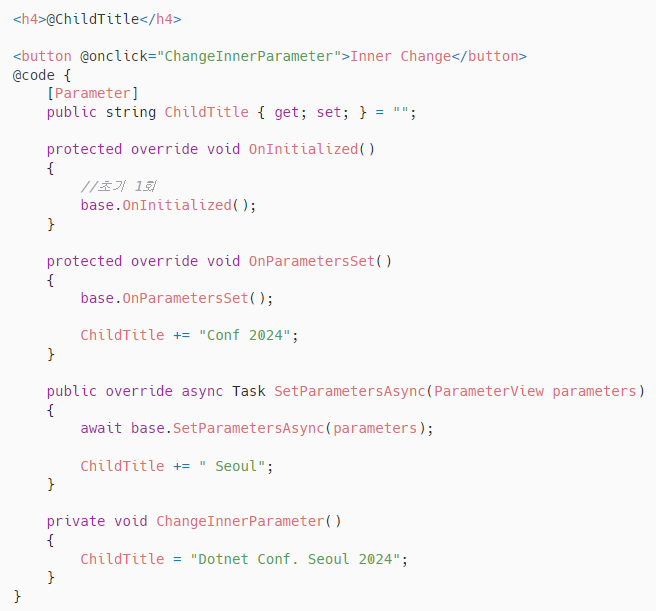 <h4>@ChildTitle</h4>
<button @onclick="ChangeInnerParameter">Inner Change</button>
@code {
    [Parameter]
    public string ChildTitle { get; set; } = "";
    protected override void OnInitialized()
    {
        //초기 1회
        base.OnInitialized();
    }
    protected override void OnParametersSet()
    {
        base.OnParametersSet();
        ChildTitle += "Conf 2024";
    }
    public override async Task SetParametersAsync(ParameterView parameters)
    {
        await base.SetParametersAsync(parameters);
        ChildTitle += " Seoul";
    }
    private void ChangeInnerParameter()
    {
        ChildTitle = "Dotnet Conf. Seoul 2024";
    }
}